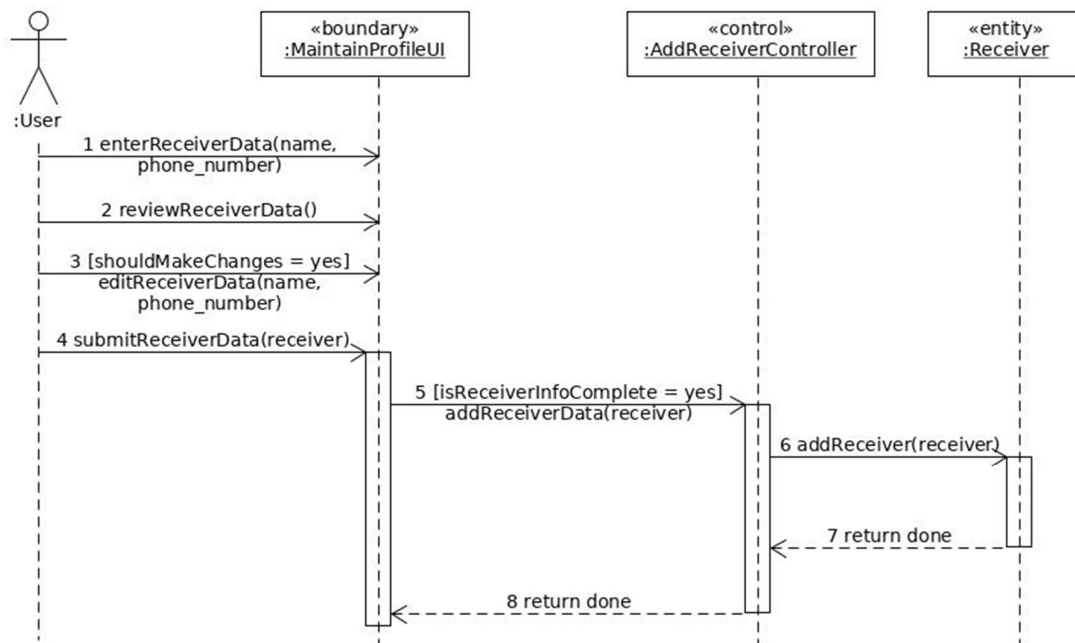 «boundary»
:MaintainProfileUI
«control»
:AddReceiverController
«entity»
:Receiver
:User
1 enterReceiverData(name,
phone_number)
2 reviewReceiverData()
3 [shouldMakeChanges = yes]
editReceiverData(name,
phone_number)
4 submitReceiverData(receiver)
5 [isReceiverInfoComplete = yes]
addReceiverData(receiver)
6 addReceiver(receiver)
7 return done
8 return done